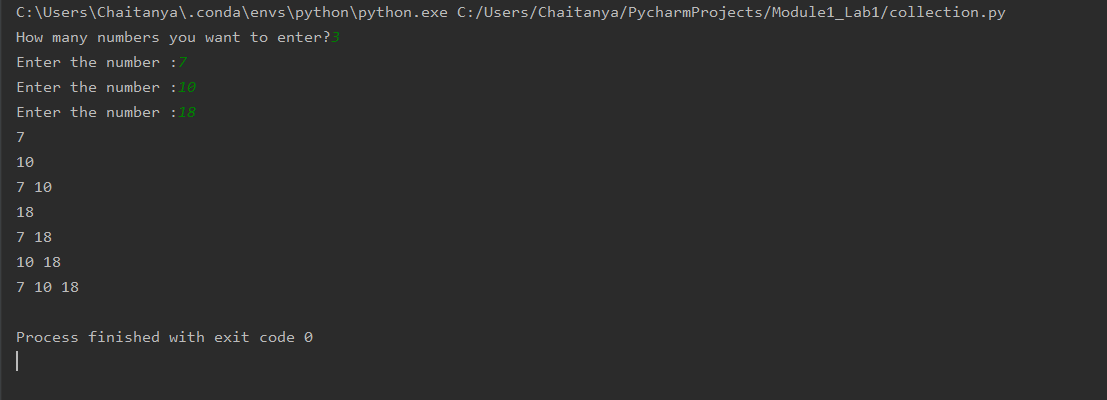 C:\Users\Chaitanya\.conda\envs\python\python.exe C:/Users/Chaitanya/PycharmProjects/Module1_Lab1/collection.py
How many numbers you want to enter?3
Enter the number :7
Enter the number :10
Enter the number :18
7
10
7 10
18
7 18
10 18
7 10 18
Process finished with exit code 0